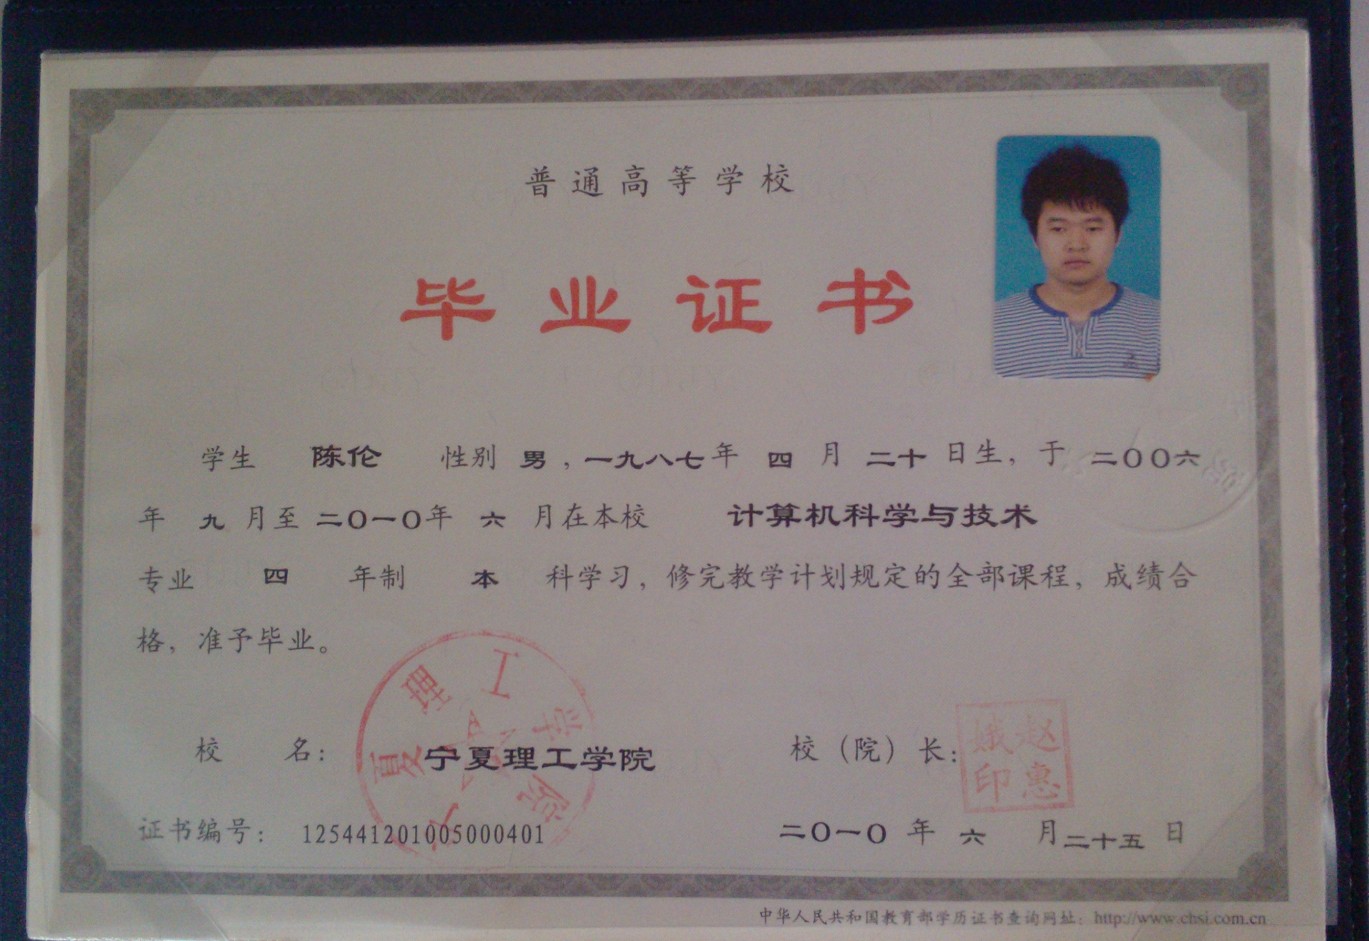 普通高等学校
毕业证书
学生 陈伦 性别 男，一九八七年 四 月 二十 日生，于 二〇〇六
年 九 月至 二〇一〇年 六 月在本校 计算机科学与技术
专业 四 年制 本 科学习，修完教学计划规定的全部课程，成绩合
格，准予毕业。
理工学院
宁夏
校 名： 宁夏理工学院 校（院）长：
赵惠娥印
证书编号： 125441201005000401 二〇一〇 年 六 月二十五 日
中华人民共和国教育部学历证书查询网址：http://www.chsi.com.cn